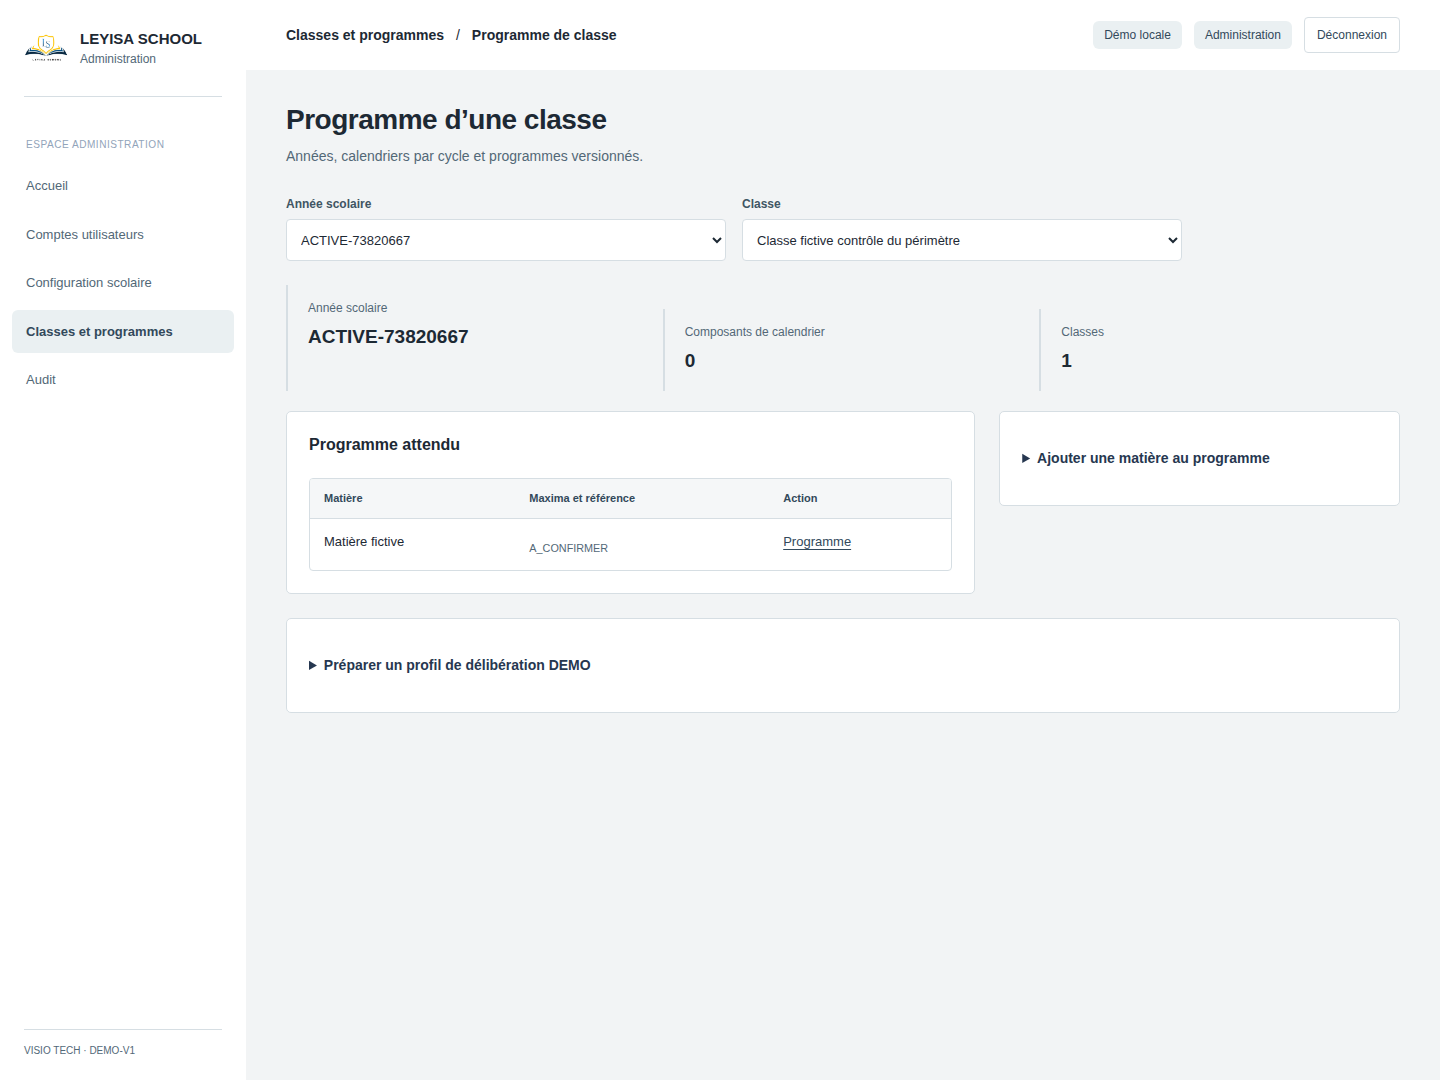 LEYISA SCHOOL
Administration
ESPACE ADMINISTRATION
Accueil
Comptes utilisateurs
Configuration scolaire
Classes et programmes
Audit
VISIO TECH · DEMO-V1
Classes et programmes / Programme de classe
Démo locale
Administration
Déconnexion
Programme d’une classe
Années, calendriers par cycle et programmes versionnés.
Année scolaire
ACTIVE-73820667
Classe
Classe fictive contrôle du périmètre
Année scolaire
ACTIVE-73820667
Composants de calendrier
0
Classes
1
Programme attendu
Matière Maxima et référence Action
Matière fictive A_CONFIRMER Programme
Ajouter une matière au programme
Préparer un profil de délibération DEMO